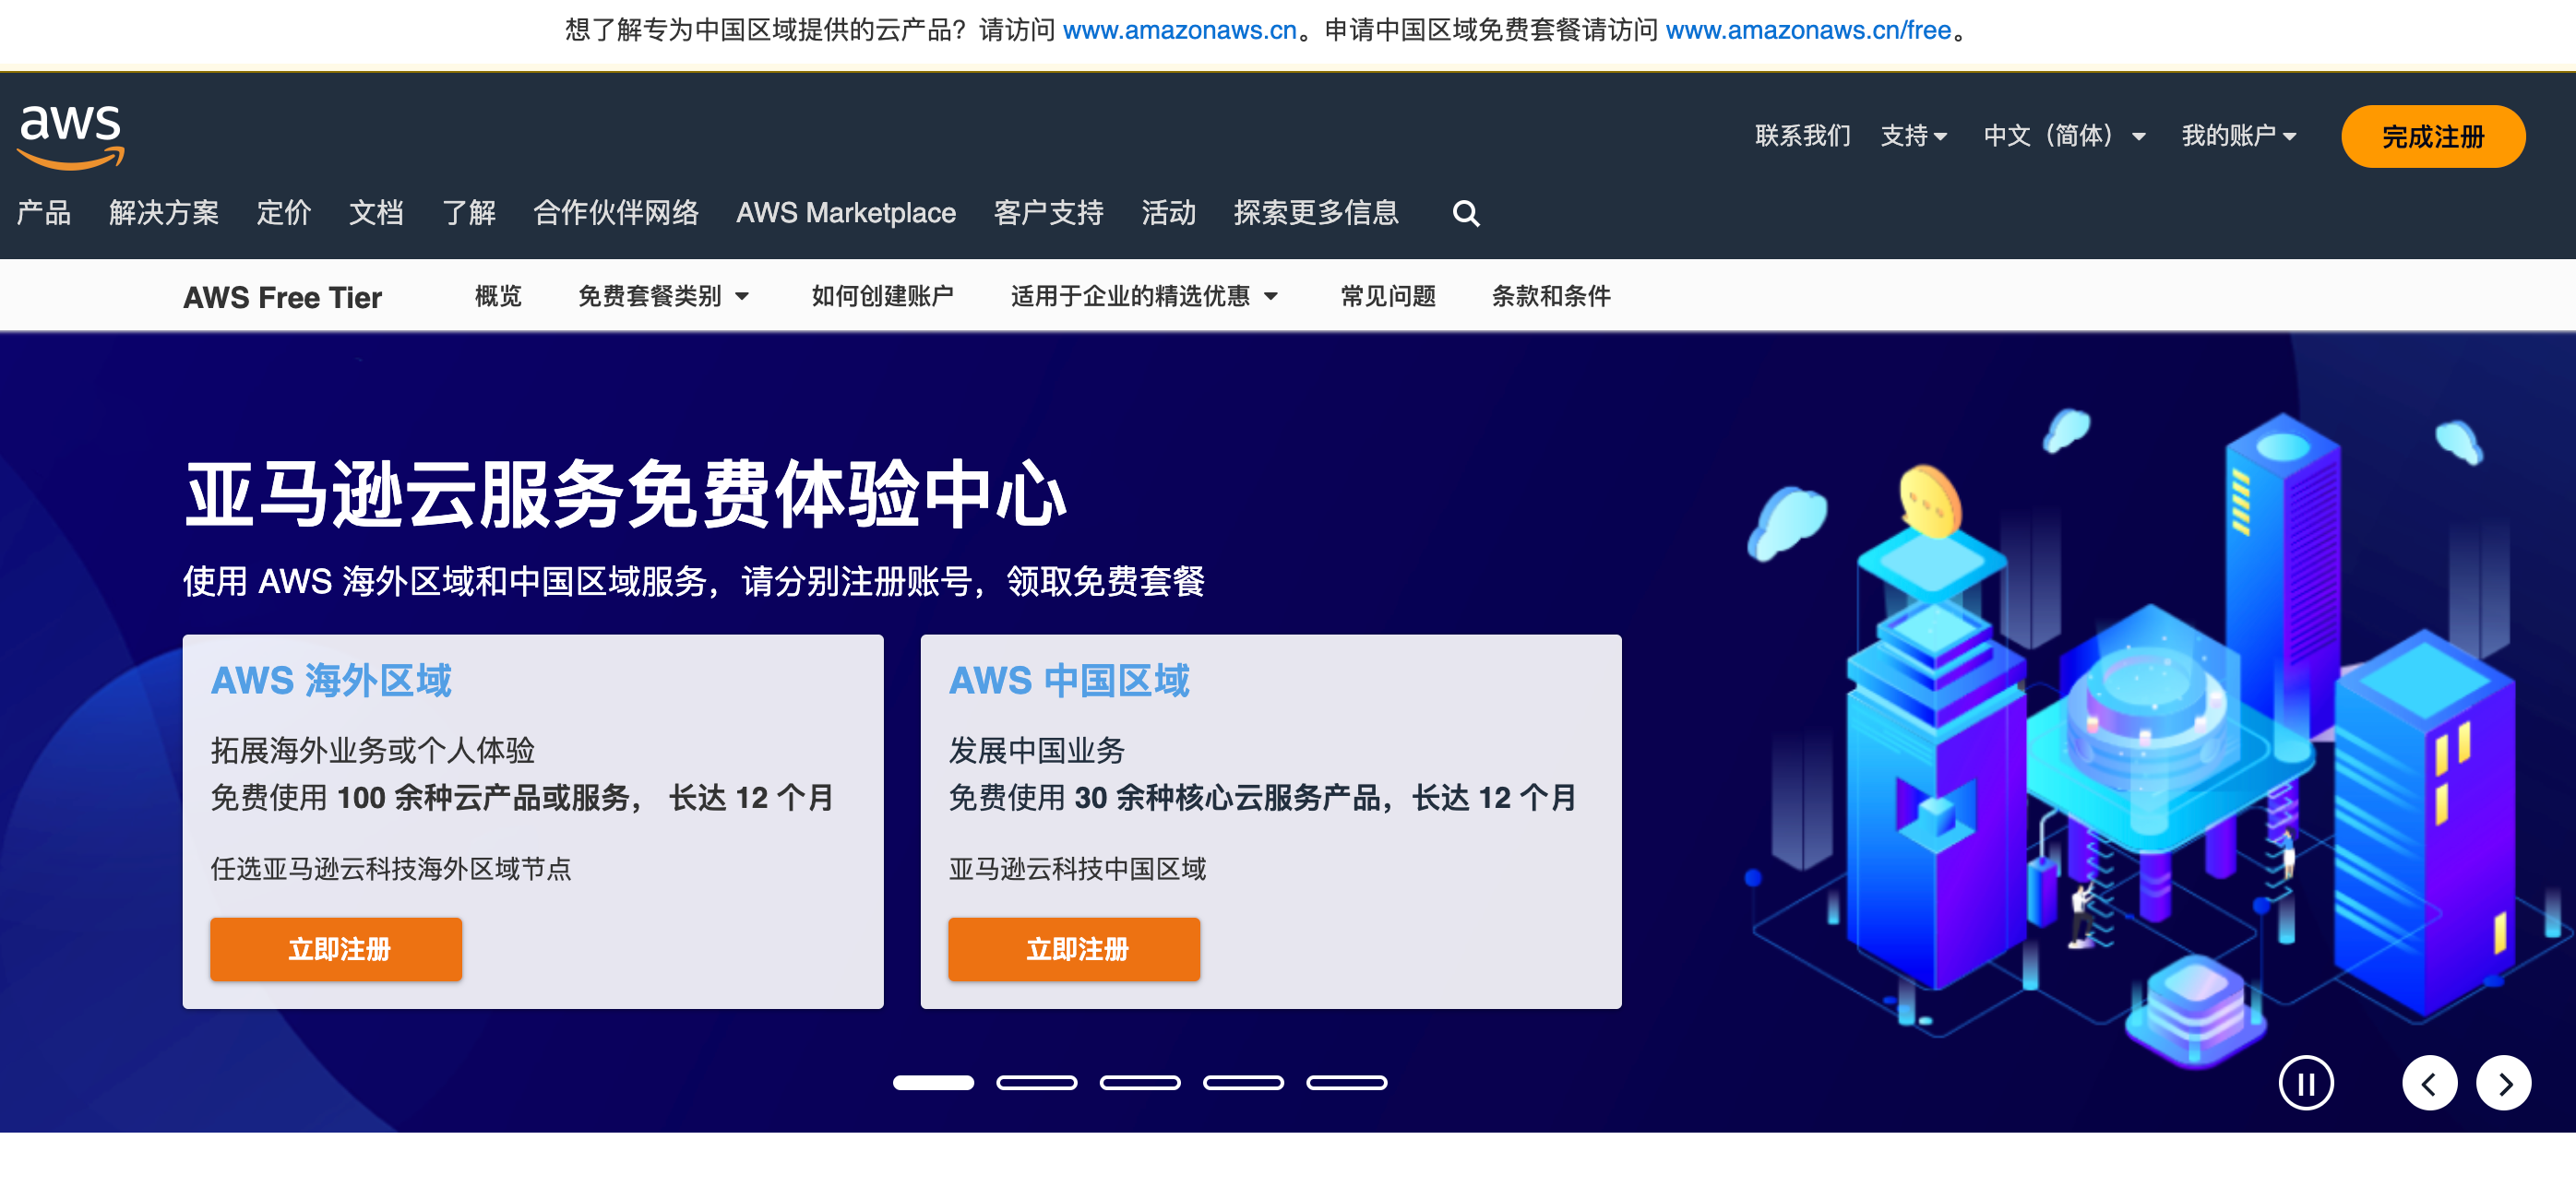 想了解专为中国区域提供的云产品？请访问 www.amazonaws.cn。申请中国区域免费套餐请访问 www.amazonaws.cn/free。
aws
联系我们 支持 中文（简体） 我的账户 完成注册
产品 解决方案 定价 文档 了解 合作伙伴网络 AWS Marketplace 客户支持 活动 探索更多信息
AWS Free Tier 概览 免费套餐类别 如何创建账户 适用于企业的精选优惠 常见问题 条款和条件
亚马逊云服务免费体验中心
使用 AWS 海外区域和中国区域服务，请分别注册账号，领取免费套餐
AWS 海外区域
拓展海外业务或个人体验
免费使用 100 余种云产品或服务， 长达 12 个月
任选亚马逊云科技海外区域节点
立即注册
AWS 中国区域
发展中国业务
免费使用 30 余种核心云服务产品，长达 12 个月
亚马逊云科技中国区域
立即注册